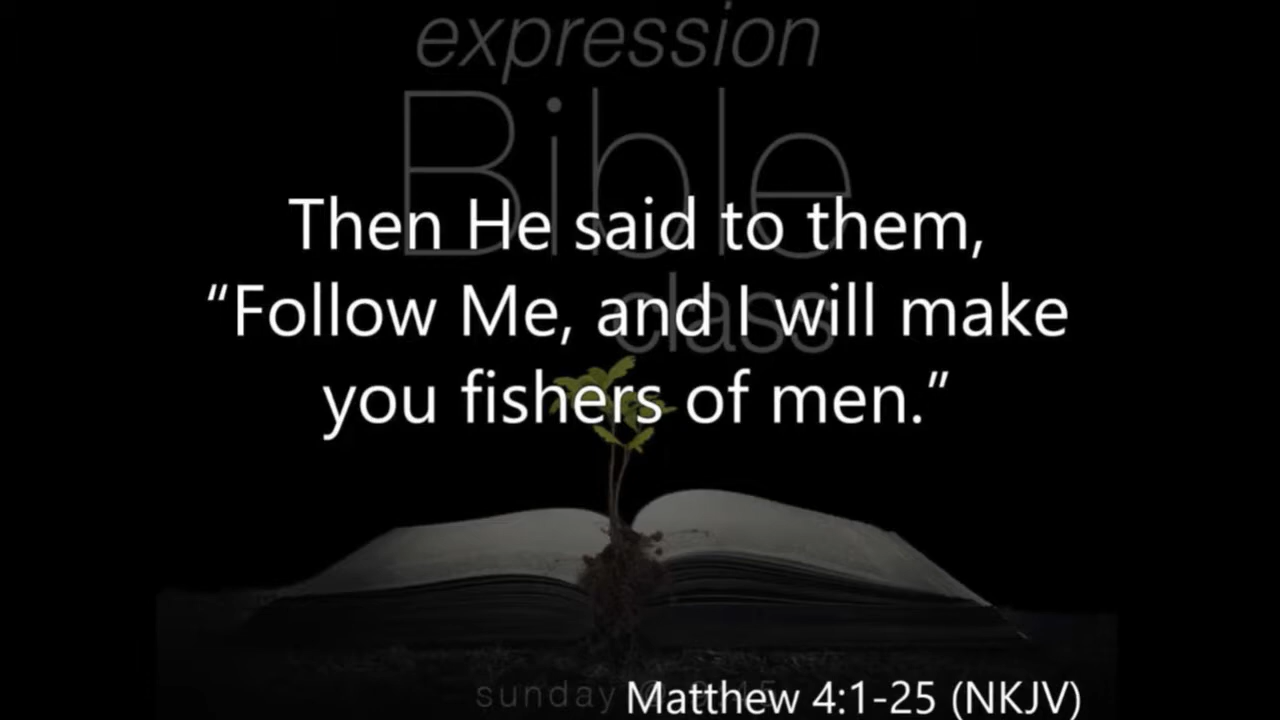 expression
Bible
class
Then He said to them,
“Follow Me, and I will make
you fishers of men.”
sunday
Matthew 4:1-25 (NKJV)